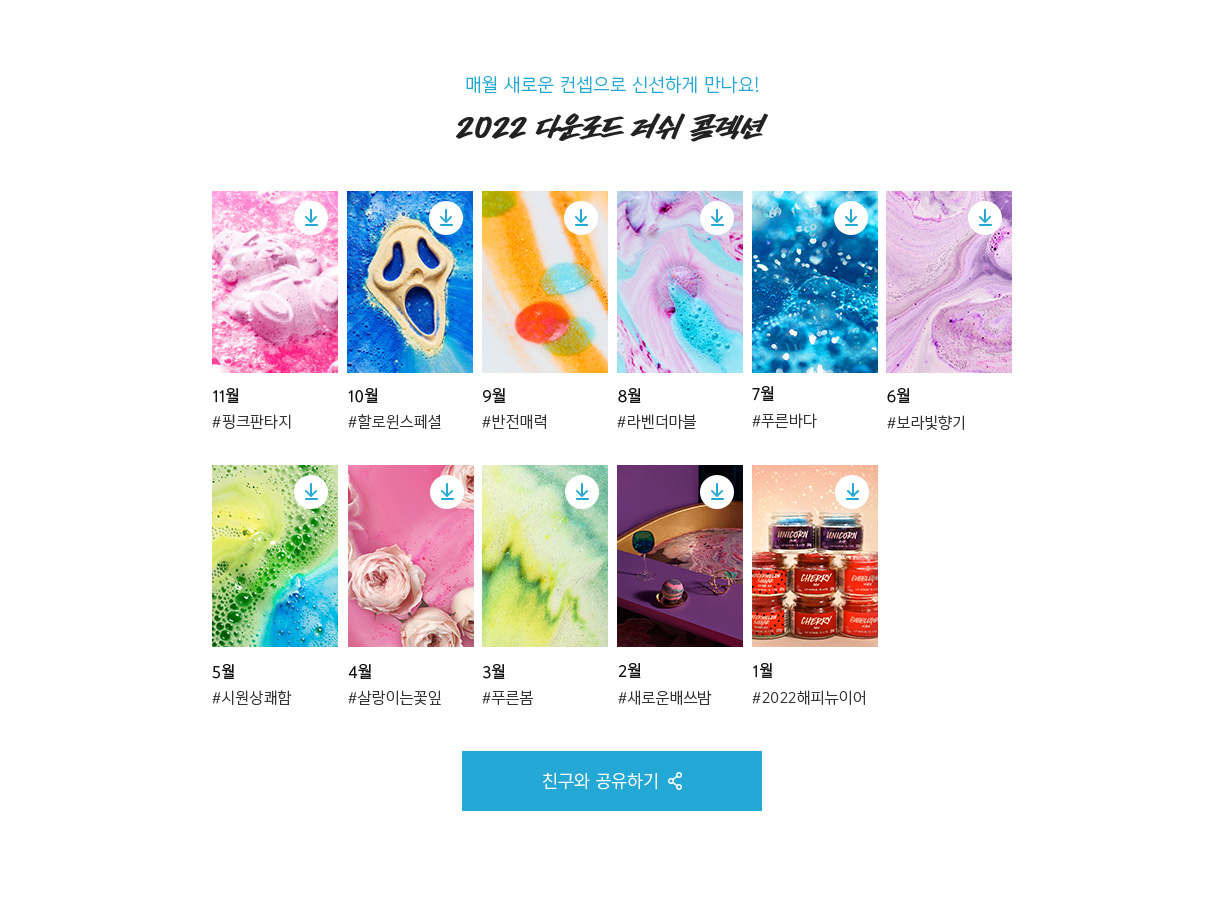 매월 새로운 컨셉으로 신선하게 만나요!
2022 다운로드 러쉬 콜렉션
11월
#핑크판타지
10월
#할로윈스페셜
9월
#반전매력
8월
#라벤더마블
7월
#푸른바다
6월
#보라빛향기
5월
#시원상쾌함
4월
#살랑이는꽃잎
3월
#푸른봄
2월
#새로운배쓰밤
UNICORN
UNICORN
CHERRY
CHERRY
1월
#2022해피뉴이어
친구와 공유하기